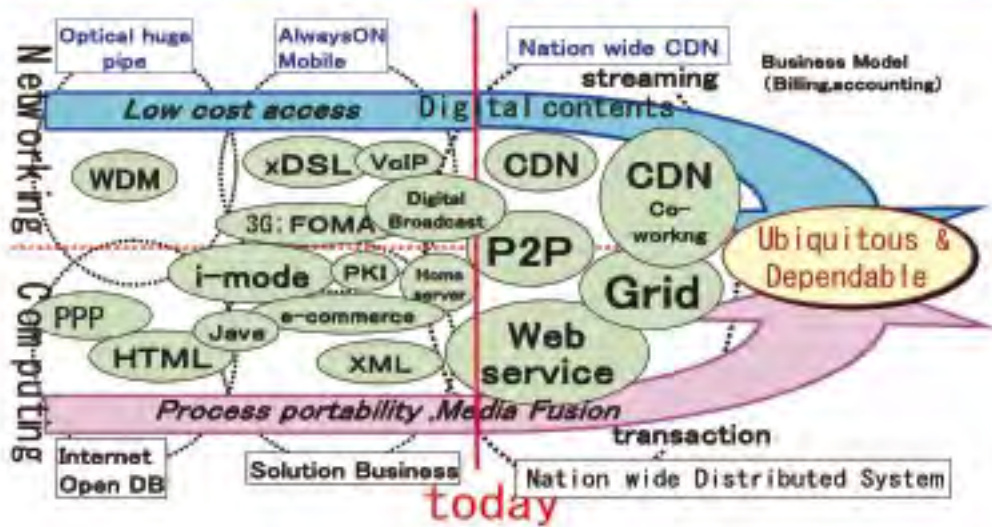 Optical huge
pipe
AlwaysON
Mobile
Nation wide CDN
streaming
Business Model
(Billing,accounting)
Networking
Low cost access
Digital contents
WDM
xDSL
VoIP
CDN
CDN
Co-
workng
Digital
Broadcast
3G:FOMA
P2P
Ubiquitous &
Dependable
i-mode
PKI
Home
server
Grid
Computing
PPP
Java
e-commerce
HTML
XML
Web
service
Process portability ,Media Fusion
transaction
Internet
Open DB
Solution Business
Nation wide Distributed System
today